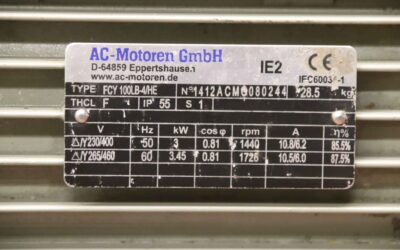 AC-Motoren GmbH
D-64859 Eppertshausen
www.ac-motoren.de
IE2
CE
IEC60034-1
TYPE FCY 100LB-4/HE N° 1412ACM0080244 28.5 kg
THCL F IP 55 S 1
V Hz kW cos φ rpm A η%
△/Y230/400 50 3 0.81 1440 10.8/6.2 85.5%
△/Y265/460 60 3.45 0.81 1725 10.5/6.0 87.5%